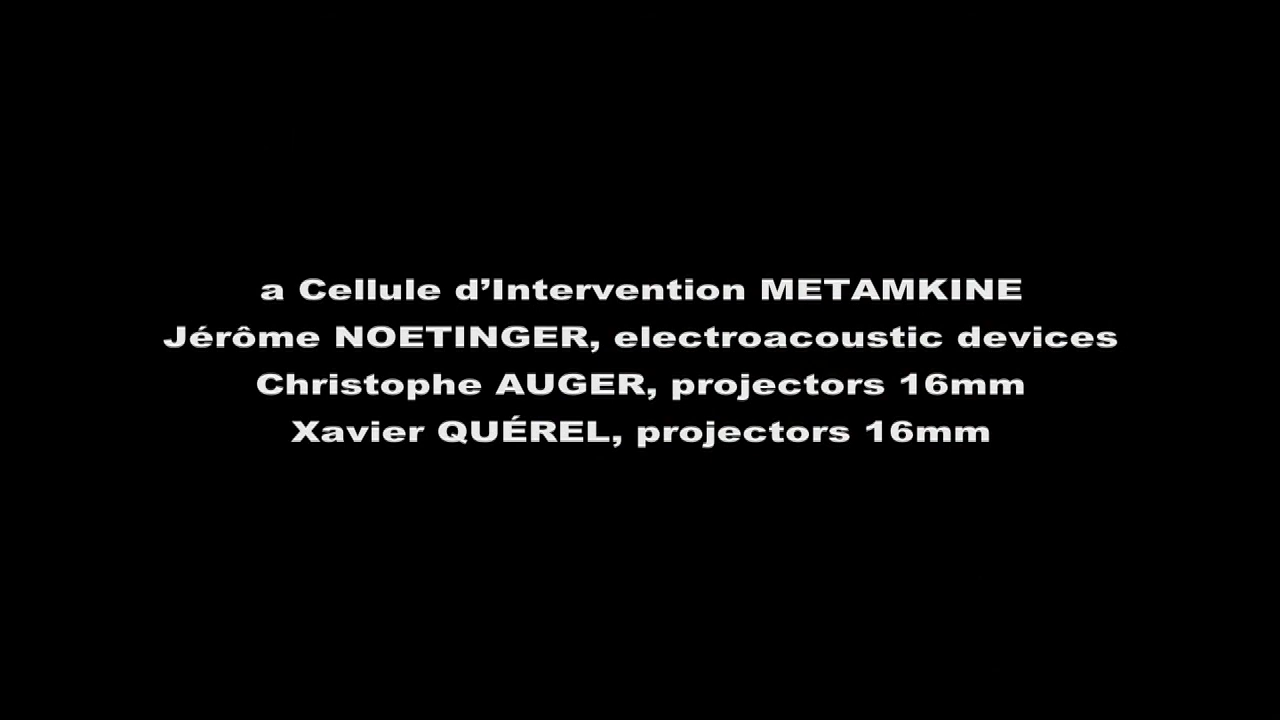 a Cellule d’Intervention METAMKINE
Jérôme NOETINGER, electroacoustic devices
Christophe AUGER, projectors 16mm
Xavier QUÉREL, projectors 16mm